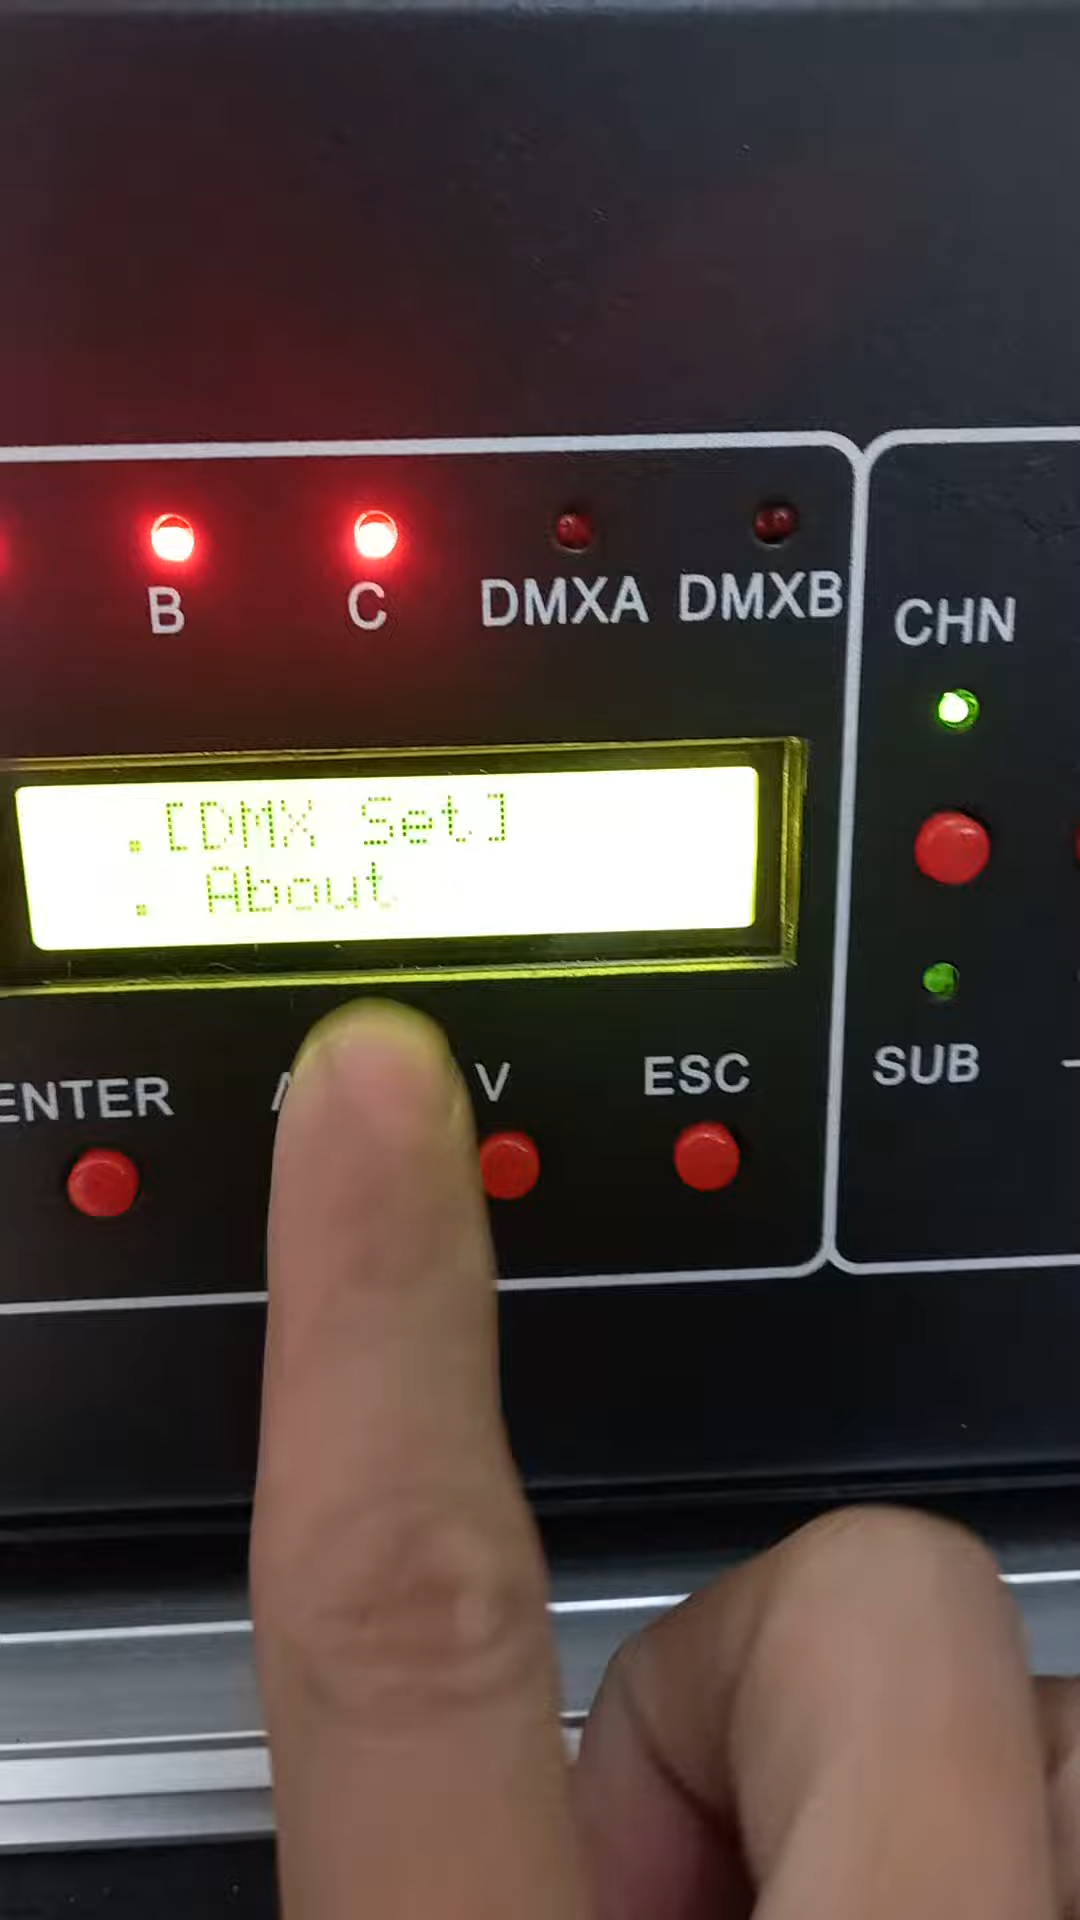 B C DMXA DMXB
CHN
.[DMX Set]
. About
ENTER V ESC
SUB